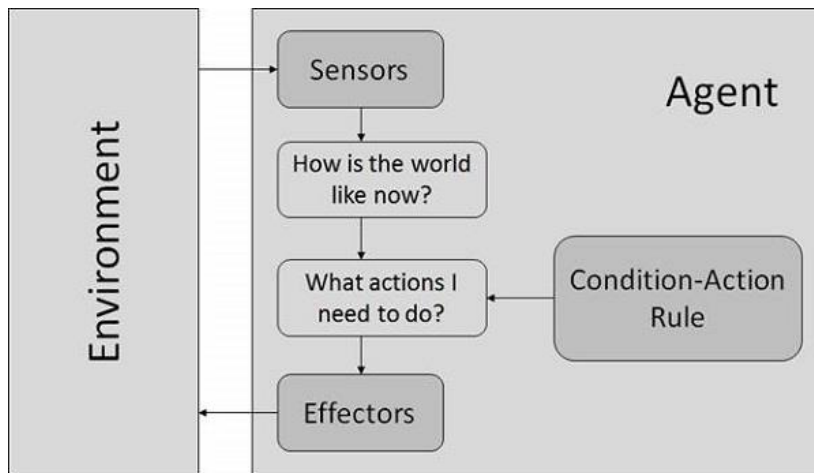 Environment
Sensors
Agent
How is the world
like now?
What actions I
need to do?
Condition-Action
Rule
Effectors